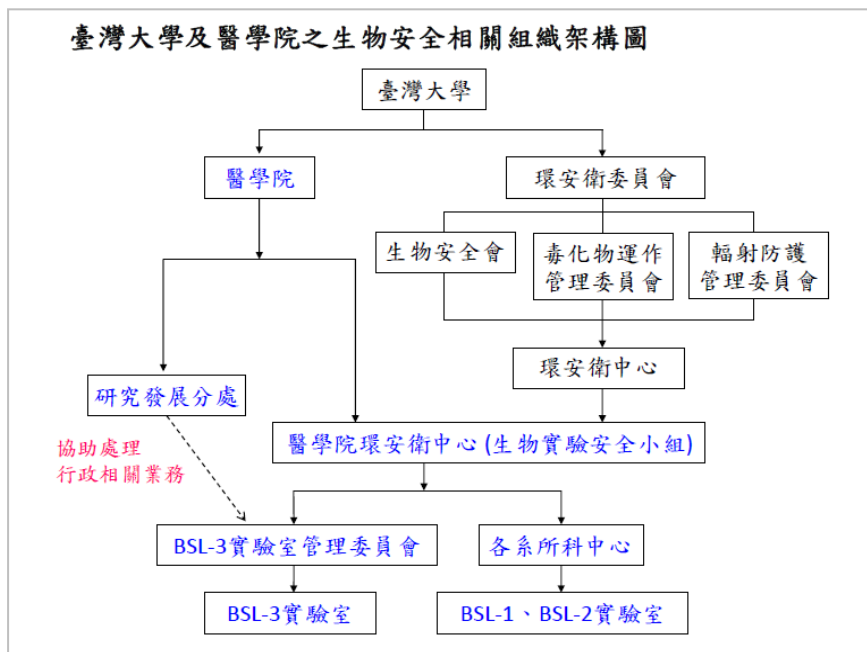 臺灣大學及醫學院之生物安全相關組織架構圖
臺灣大學
醫學院
環安衛委員會
生物安全會
毒化物運作
管理委員會
輻射防護
管理委員會
環安衛中心
研究發展分處
協助處理
行政相關業務
醫學院環安衛中心(生物實驗安全小組)
BSL-3實驗室管理委員會
各系所科中心
BSL-3實驗室
BSL-1、BSL-2實驗室